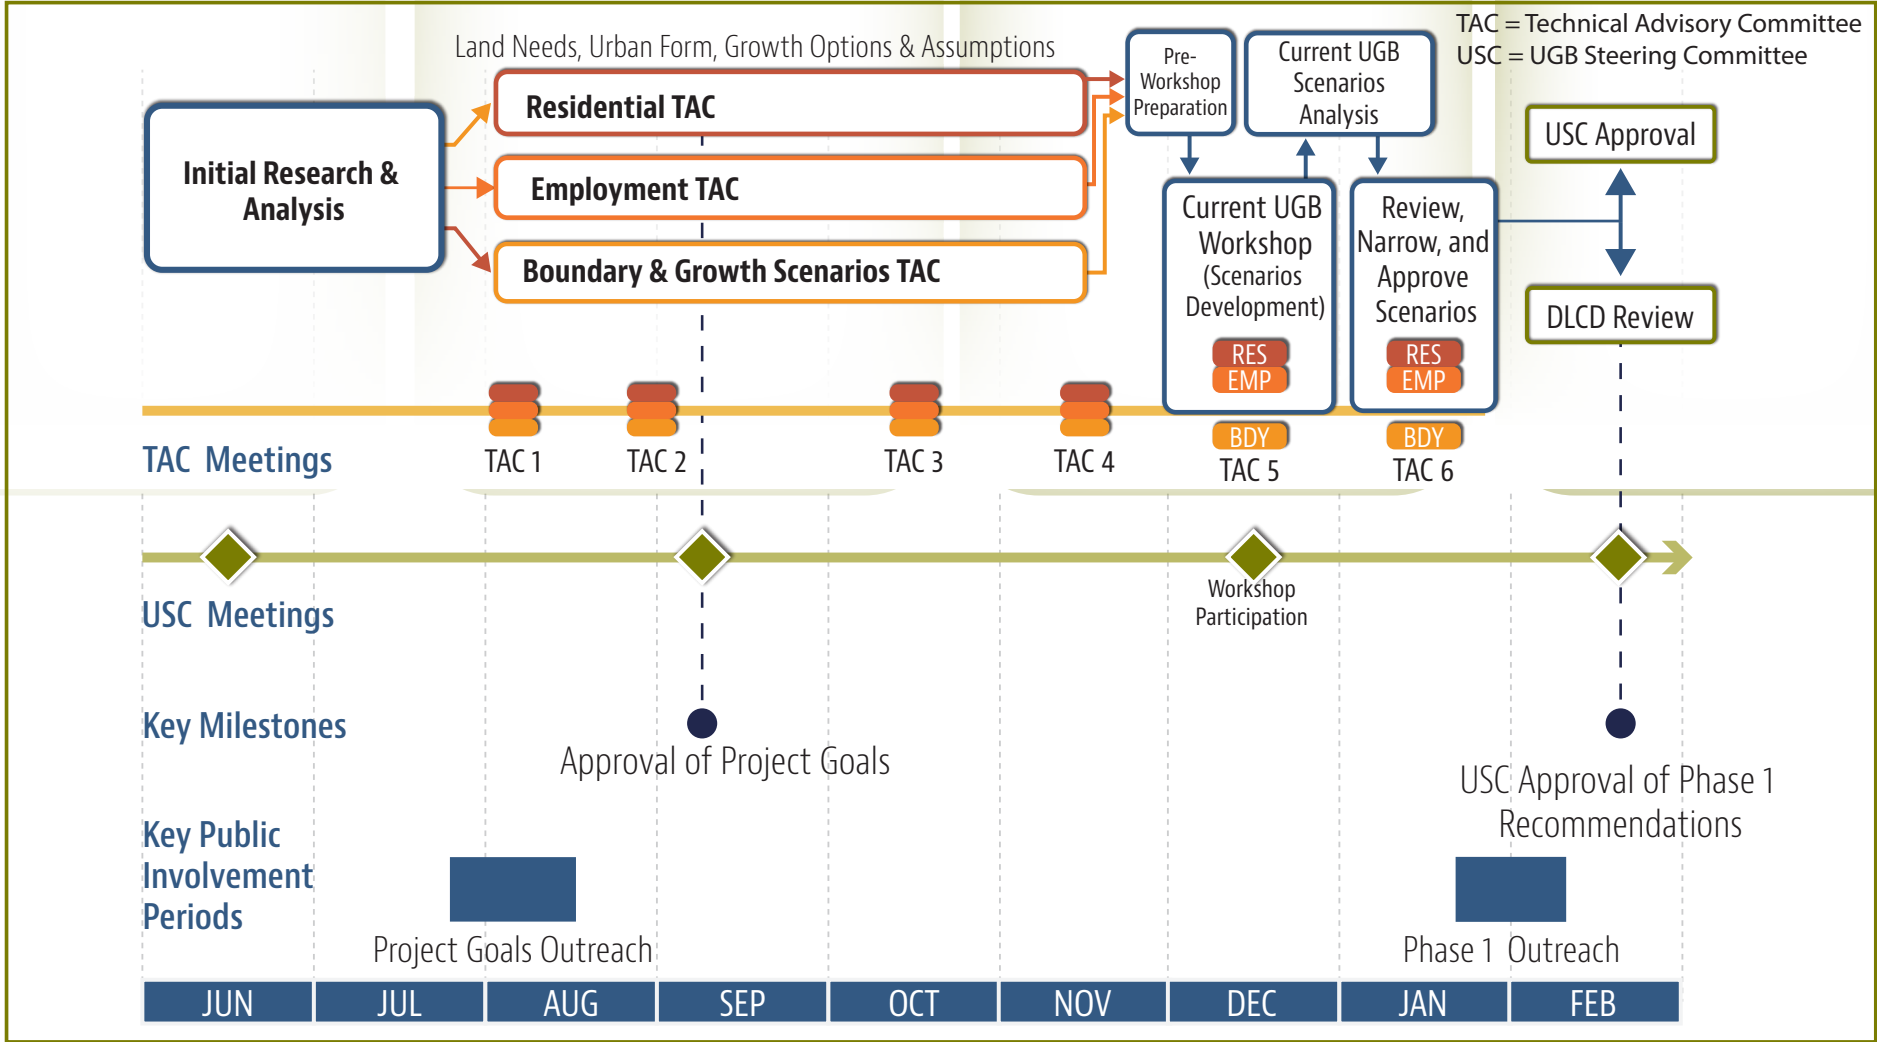 TAC = Technical Advisory Committee
USC = UGB Steering Committee
Land Needs, Urban Form, Growth Options & Assumptions
Initial Research &
Analysis
Residential TAC
Employment TAC
Boundary & Growth Scenarios TAC
Pre-
Workshop
Preparation
Current UGB
Scenarios
Analysis
Current UGB
Workshop
(Scenarios
Development)
RES
EMP
BDY
Review,
Narrow, and
Approve
Scenarios
RES
EMP
BDY
USC Approval
DLCD Review
TAC Meetings
TAC 1
TAC 2
TAC 3
TAC 4
TAC 5
TAC 6
USC Meetings
Workshop
Participation
Key Milestones
Approval of Project Goals
USC Approval of Phase 1
Recommendations
Key Public
Involvement
Periods
Project Goals Outreach
Phase 1 Outreach
JUN
JUL
AUG
SEP
OCT
NOV
DEC
JAN
FEB